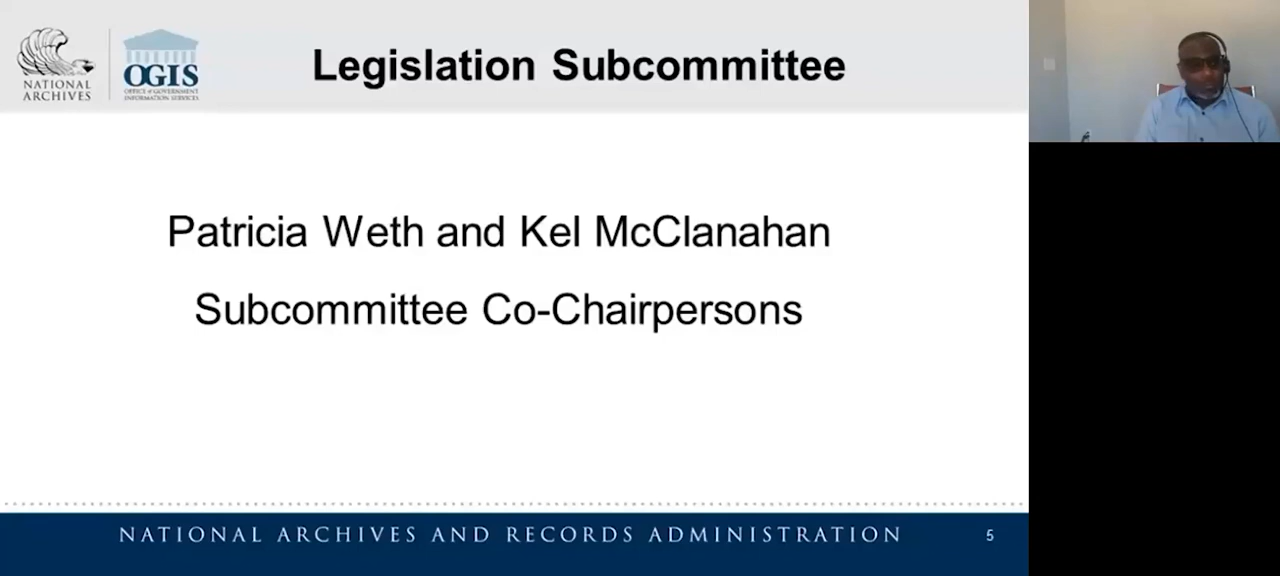 NATIONAL
ARCHIVES
OGIS
OFFICE of GOVERNMENT
INFORMATION SERVICES
Legislation Subcommittee
Patricia Weth and Kel McClanahan
Subcommittee Co-Chairpersons
NATIONAL ARCHIVES AND RECORDS ADMINISTRATION
5